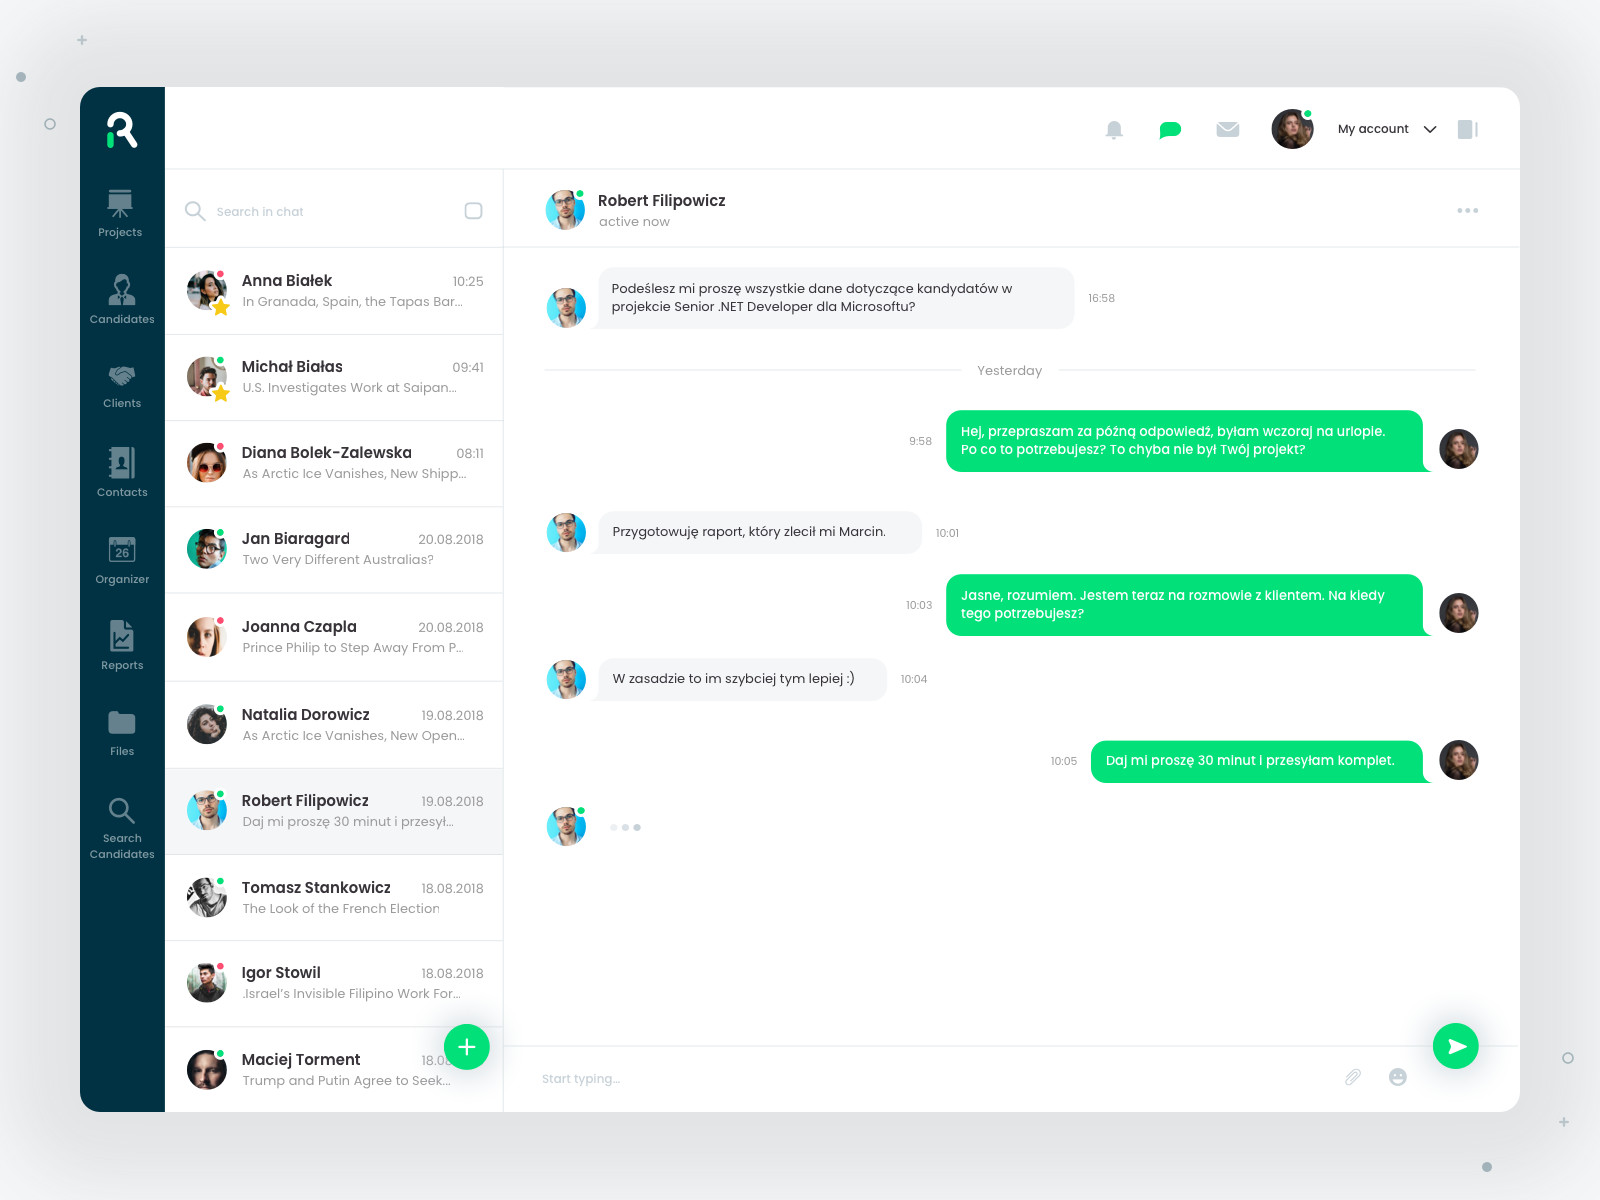 My account
Projects
Candidates
Clients
Contacts
26
Organizer
Reports
Files
Search
Candidates
Search in chat
Anna Białek
10:25
In Granada, Spain, the Tapas Bar...
Michał Białas
09:41
U.S. Investigates Work at Saipan...
Diana Bolek-Zalewska
08:11
As Arctic Ice Vanishes, New Shipp...
Jan Biaragard
20.08.2018
Two Very Different Australias?
Joanna Czapla
20.08.2018
Prince Philip to Step Away From P...
Natalia Dorowicz
19.08.2018
As Arctic Ice Vanishes, New Open...
Robert Filipowicz
19.08.2018
Daj mi proszę 30 minut i przesył...
Tomasz Stankowicz
18.08.2018
The Look of the French Election
Igor Stowil
18.08.2018
.Israel's Invisible Filipino Work For...
Maciej Torment
18.08
Trump and Putin Agree to Seek...
Robert Filipowicz
active now
Podeślesz mi proszę wszystkie dane dotyczące kandydatów w
projekcie Senior .NET Developer dla Microsoftu?
16:58
Yesterday
9:58
Hej, przepraszam za późną odpowiedź, byłam wczoraj na urlopie.
Po co to potrzebujesz? To chyba nie był Twój projekt?
Przygotowuję raport, który zlecił mi Marcin.
10:01
10:03
Jasne, rozumiem. Jestem teraz na rozmowie z klientem. Na kiedy
tego potrzebujesz?
W zasadzie to im szybciej tym lepiej :)
10:04
10:05
Daj mi proszę 30 minut i przesyłam komplet.
Start typing...